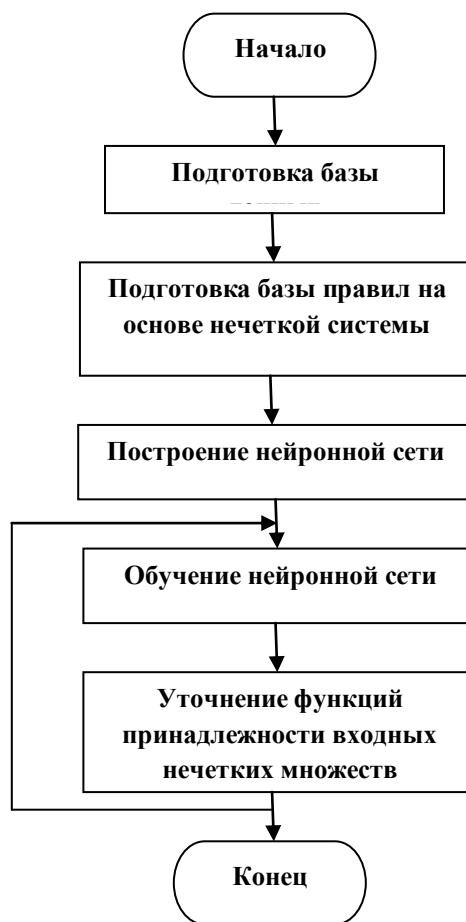 Начало
Подготовка базы
Подготовка базы правил на
основе нечеткой системы
Построение нейронной сети
Обучение нейронной сети
Уточнение функций
принадлежности входных
нечетких множеств
Конец